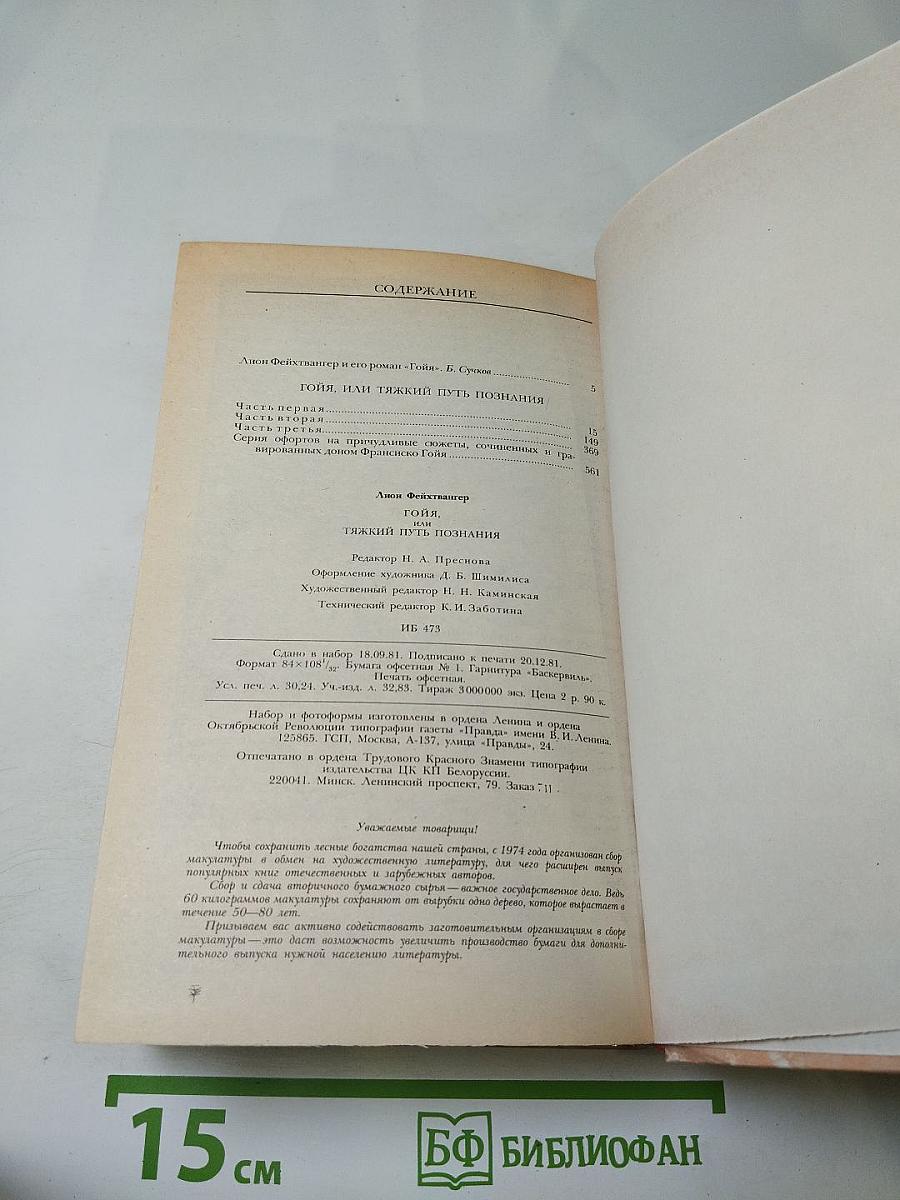 СОДЕРЖАНИЕ
Лион Фейхтвангер и его роман «Гойя». Б. Сучков ........ 5
ГОЙЯ, ИЛИ ТЯЖКИЙ ПУТЬ ПОЗНАНИЯ
Часть первая ........ 15
Часть вторая ........ 149
Часть третья ........ 369
Серия офортов на причудливые сюжеты, сочиненных и гра-
вированных доном Франсиско Гойя ........ 561
Лион Фейхтвангер
ГОЙЯ,
или
ТЯЖКИЙ ПУТЬ ПОЗНАНИЯ
Редактор Н. А. Преснова
Оформление художника Д. Б. Шимилиса
Художественный редактор Н. Н. Каминская
Технический редактор К. И. Заботина
ИБ 473
Сдано в набор 18.09.81. Подписано к печати 20.12.81.
Формат 84×108 1/32. Бумага офсетная № 1. Гарнитура «Баскервиль».
Печать офсетная.
Усл. печ. л. 30,24. Уч.-изд. л. 32,83. Тираж 3 000 000 экз. Цена 2 р. 90 к.
Набор и фотоформы изготовлены в ордена Ленина и ордена
Октябрьской Революции типографии газеты «Правда» имени В. И. Ленина.
125865. ГСП, Москва, А-137, улица «Правды», 24.
Отпечатано в ордена Трудового Красного Знамени типографии
издательства ЦК КП Белоруссии.
220041. Минск. Ленинский проспект, 79. Заказ
Уважаемые товарищи!
Чтобы сохранить лесные богатства нашей страны, с 1974 года организован сбор
макулатуры в обмен на художественную литературу, для чего расширен выпуск
популярных книг отечественных и зарубежных авторов.
Сбор и сдача вторичного бумажного сырья — важное государственное дело. Ведь
60 килограммов макулатуры сохраняют от вырубки одно дерево, которое вырастает в
течение 50—80 лет.
Призываем вас активно содействовать заготовительным организациям в сборе
макулатуры — это даст возможность увеличить производство бумаги для дополни-
тельного выпуска нужной населению литературы.
15 см
БФ БИБЛИОФАН